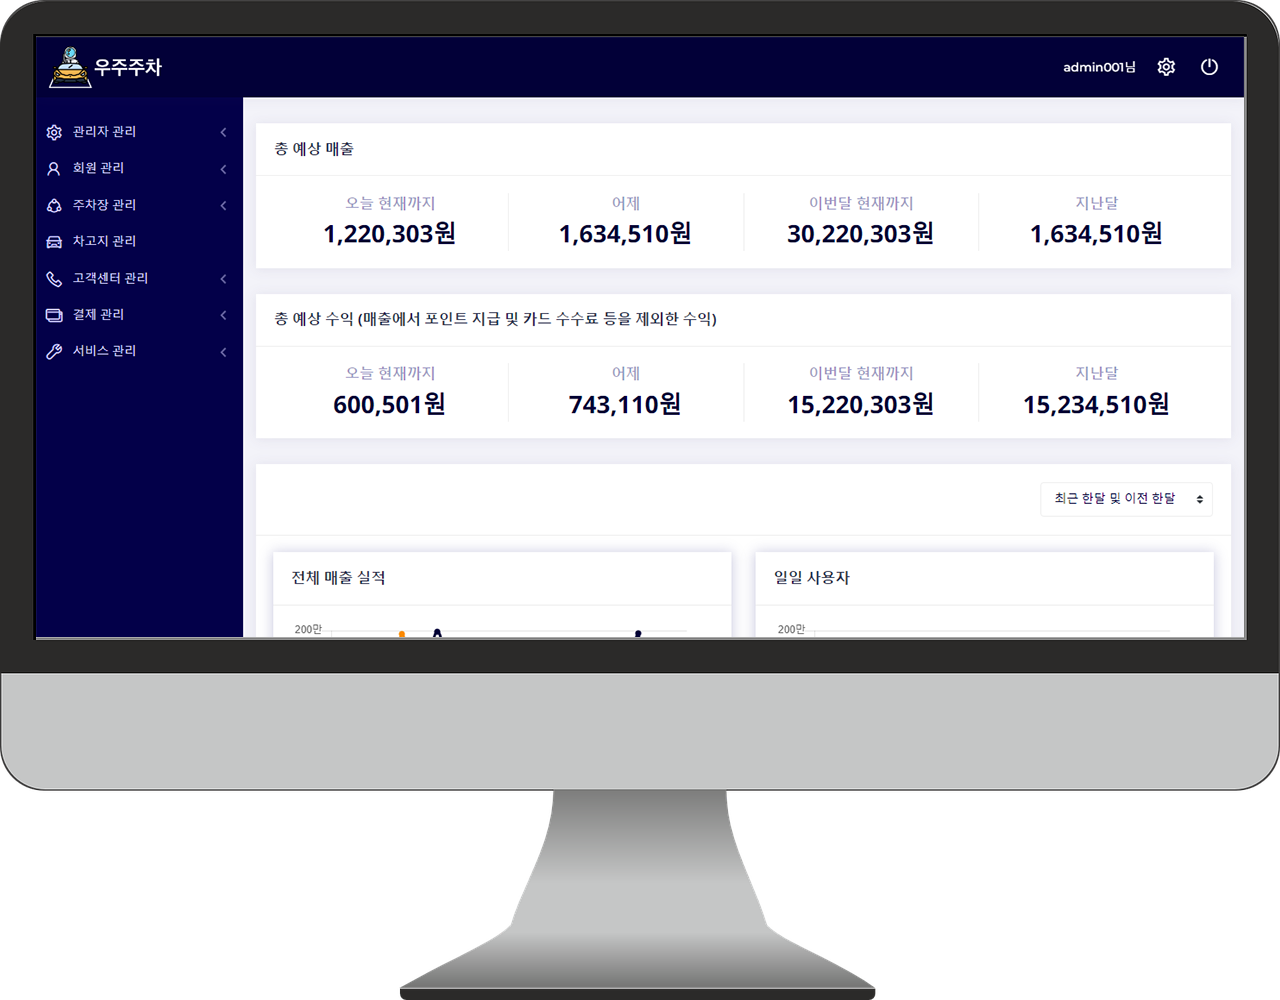 우주주차
admin001님
관리자 관리
회원 관리
주차장 관리
차고지 관리
고객센터 관리
결제 관리
서비스 관리
총 예상 매출
오늘 현재까지 어제 이번달 현재까지 지난달
1,220,303원 1,634,510원 30,220,303원 1,634,510원
총 예상 수익 (매출에서 포인트 지급 및 카드 수수료 등을 제외한 수익)
오늘 현재까지 어제 이번달 현재까지 지난달
600,501원 743,110원 15,220,303원 15,234,510원
최근 한달 및 이전 한달
전체 매출 실적 일일 사용자
200만 200만